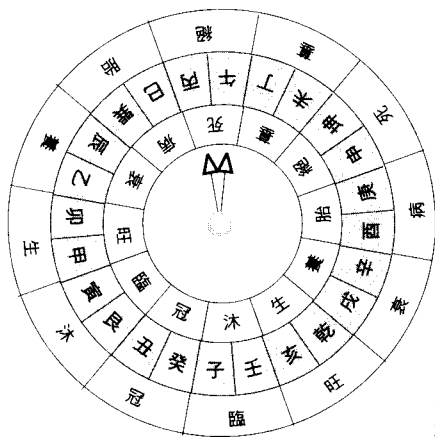 絕 墓 死 病 衰 旺 臨 冠 沐 生 養 胎
丙 午 丁 未 坤 申 庚 酉 辛 戌 乾 亥 壬 子 癸 丑 艮 寅 甲 卯 乙 辰 巽 巳
死 墓 絕 胎 養 生 沐 冠 臨 旺 衰 病